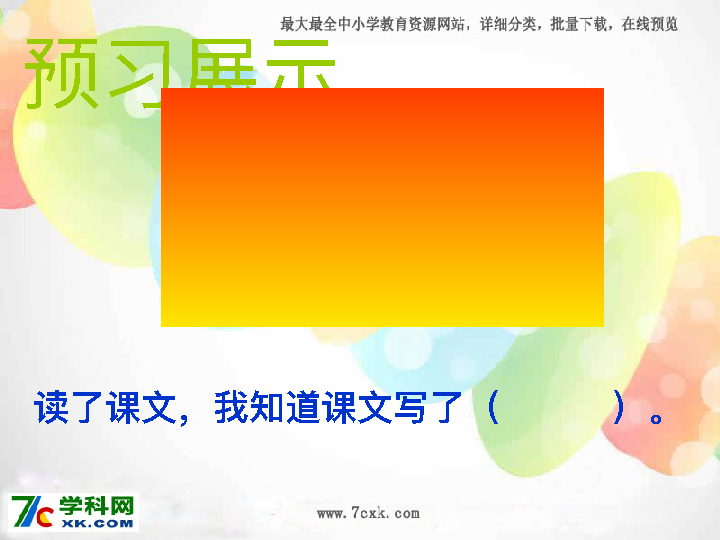 最大最全中小学教育资源网站，详细分类，批量下载，在线预览
预习展示
读了课文，我知道课文写了（　　　）。
学科网
XK.COM
www.7cxk.com